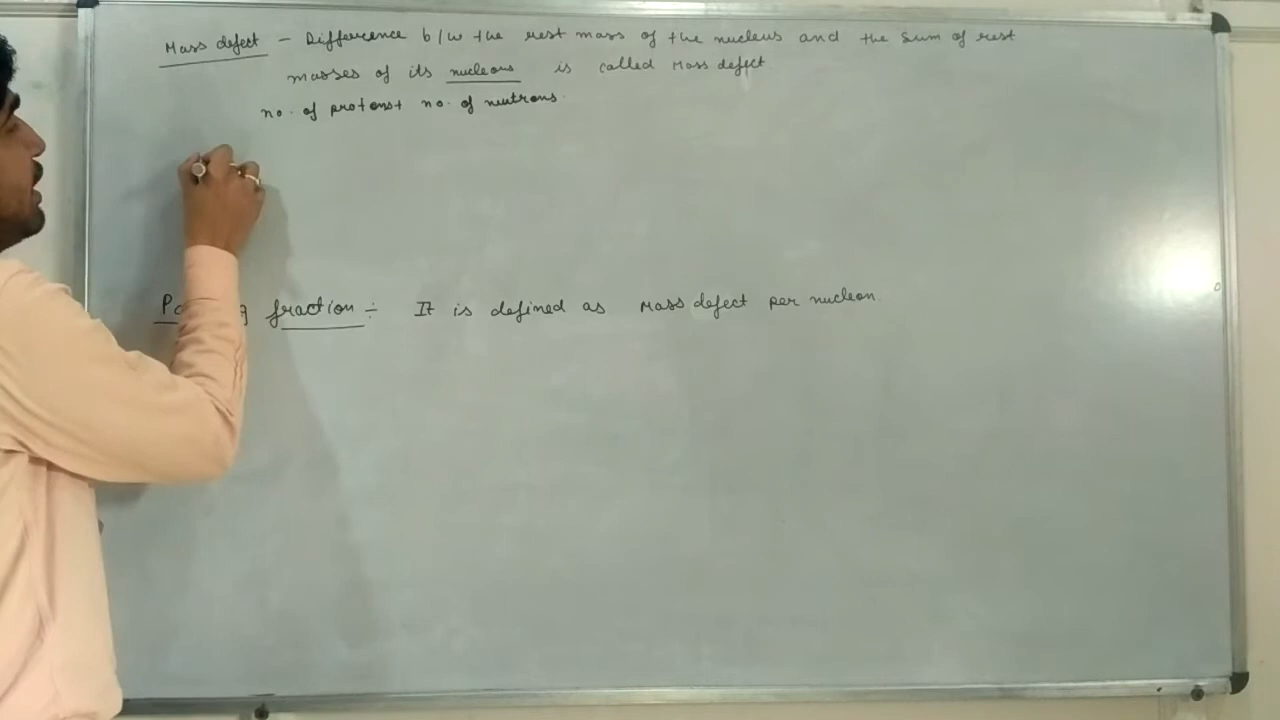 Mass defect - Difference b/w the rest mass of the nucleus and the sum of rest
masses of its nucleons is called Mass defect
no. of protons + no. of neutrons.
fraction ÷ It is defined as Mass defect per nucleon.